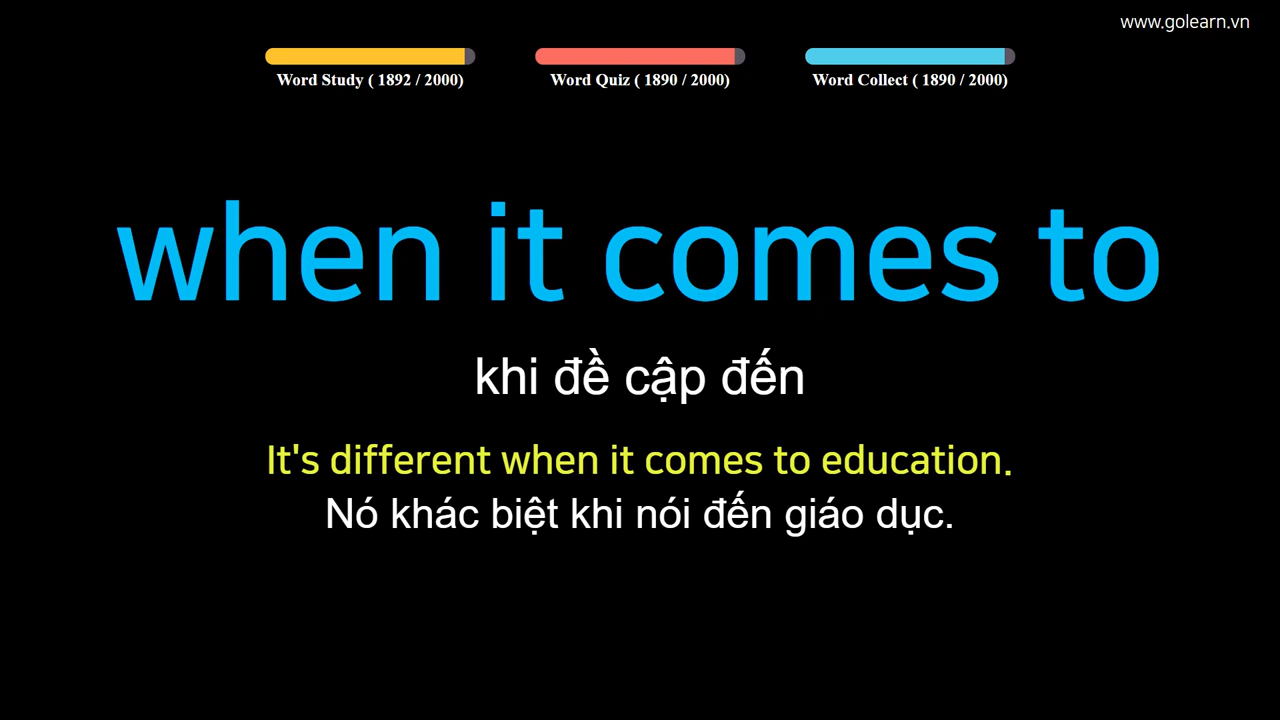 www.golearn.vn
Word Study ( 1892 / 2000)
Word Quiz ( 1890 / 2000)
Word Collect ( 1890 / 2000)
when it comes to
khi đề cập đến
It's different when it comes to education.
Nó khác biệt khi nói đến giáo dục.